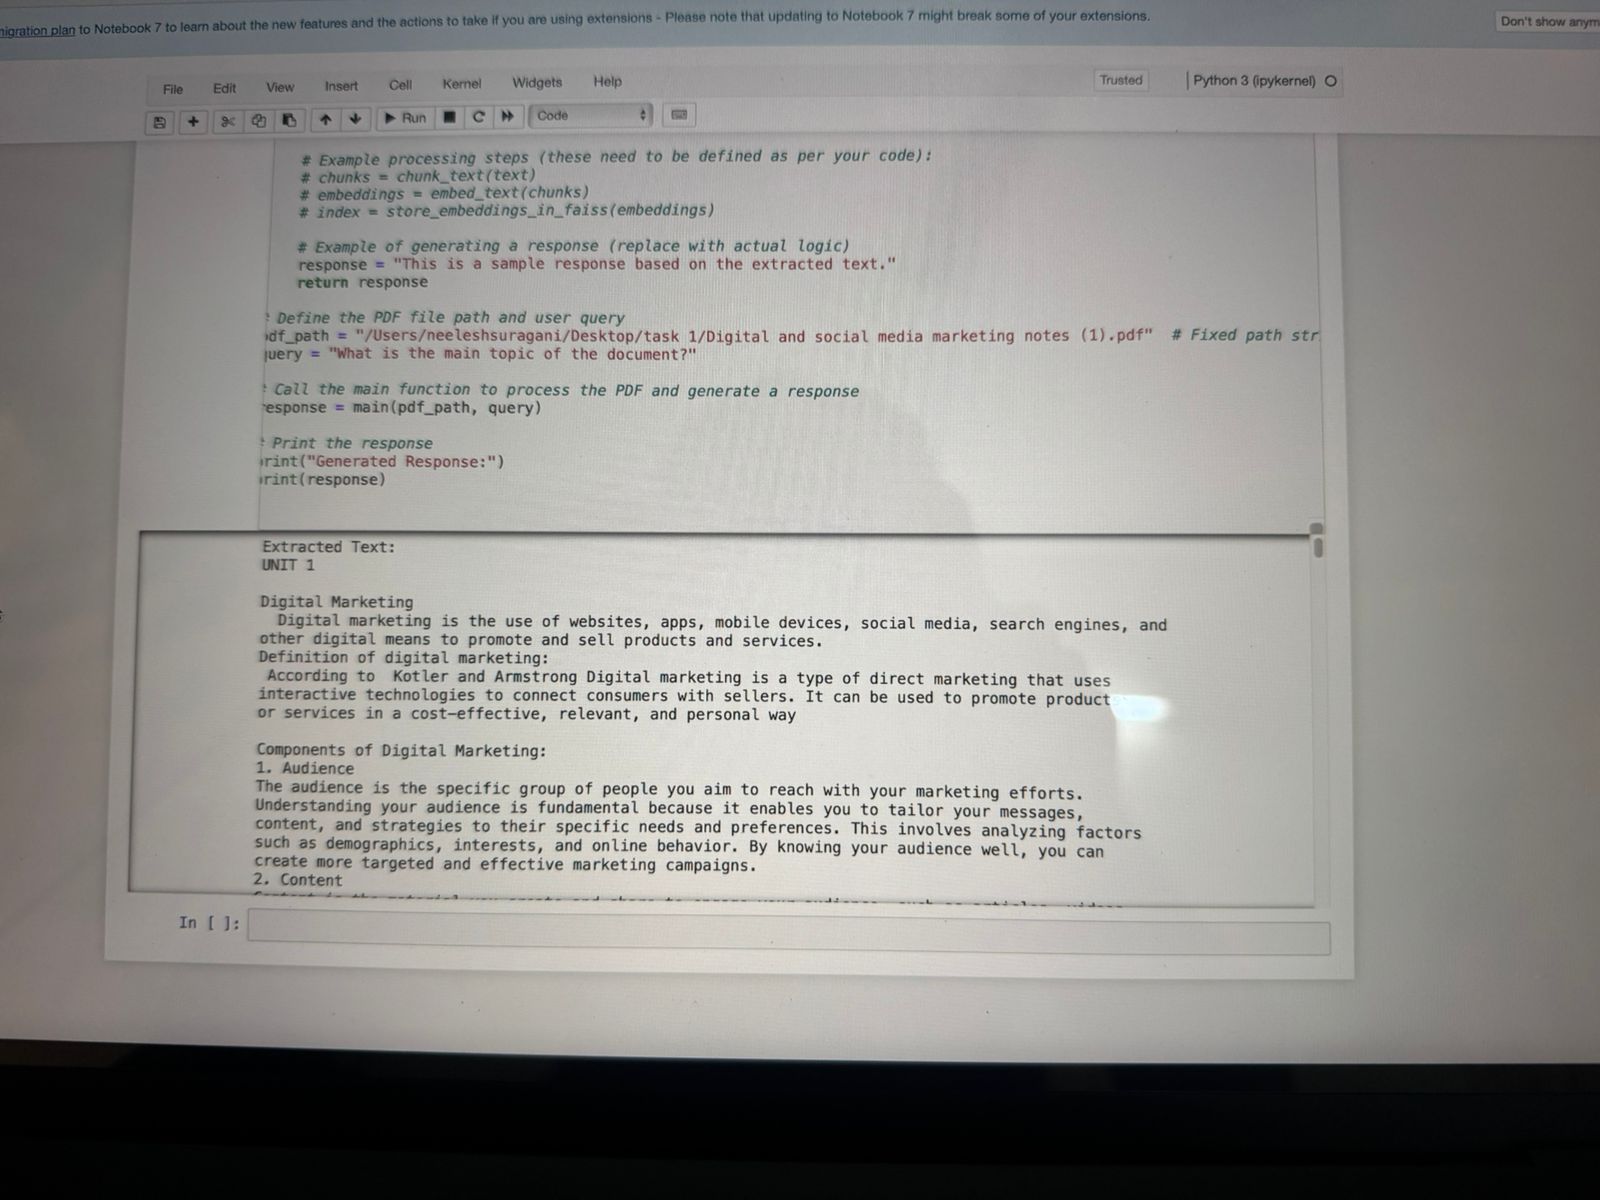 migration plan to Notebook 7 to learn about the new features and the actions to take if you are using extensions - Please note that updating to Notebook 7 might break some of your extensions.
Don't show anym
File Edit View Insert Cell Kernel Widgets Help
Trusted
Python 3 (ipykernel)
Run
Code
# Example processing steps (these need to be defined as per your code):
# chunks = chunk_text(text)
# embeddings = embed_text(chunks)
# index = store_embeddings_in_faiss(embeddings)
# Example of generating a response (replace with actual logic)
response = "This is a sample response based on the extracted text."
return response
Define the PDF file path and user query
df_path = "/Users/neeleshsuragani/Desktop/task 1/Digital and social media marketing notes (1).pdf" # Fixed path str
uery = "What is the main topic of the document?"
Call the main function to process the PDF and generate a response
esponse = main(pdf_path, query)
Print the response
rint("Generated Response:")
rint(response)
Extracted Text:
UNIT 1
Digital Marketing
Digital marketing is the use of websites, apps, mobile devices, social media, search engines, and
other digital means to promote and sell products and services.
Definition of digital marketing:
According to Kotler and Armstrong Digital marketing is a type of direct marketing that uses
interactive technologies to connect consumers with sellers. It can be used to promote product
or services in a cost-effective, relevant, and personal way
Components of Digital Marketing:
1. Audience
The audience is the specific group of people you aim to reach with your marketing efforts.
Understanding your audience is fundamental because it enables you to tailor your messages,
content, and strategies to their specific needs and preferences. This involves analyzing factors
such as demographics, interests, and online behavior. By knowing your audience well, you can
create more targeted and effective marketing campaigns.
2. Content
In [ ]: